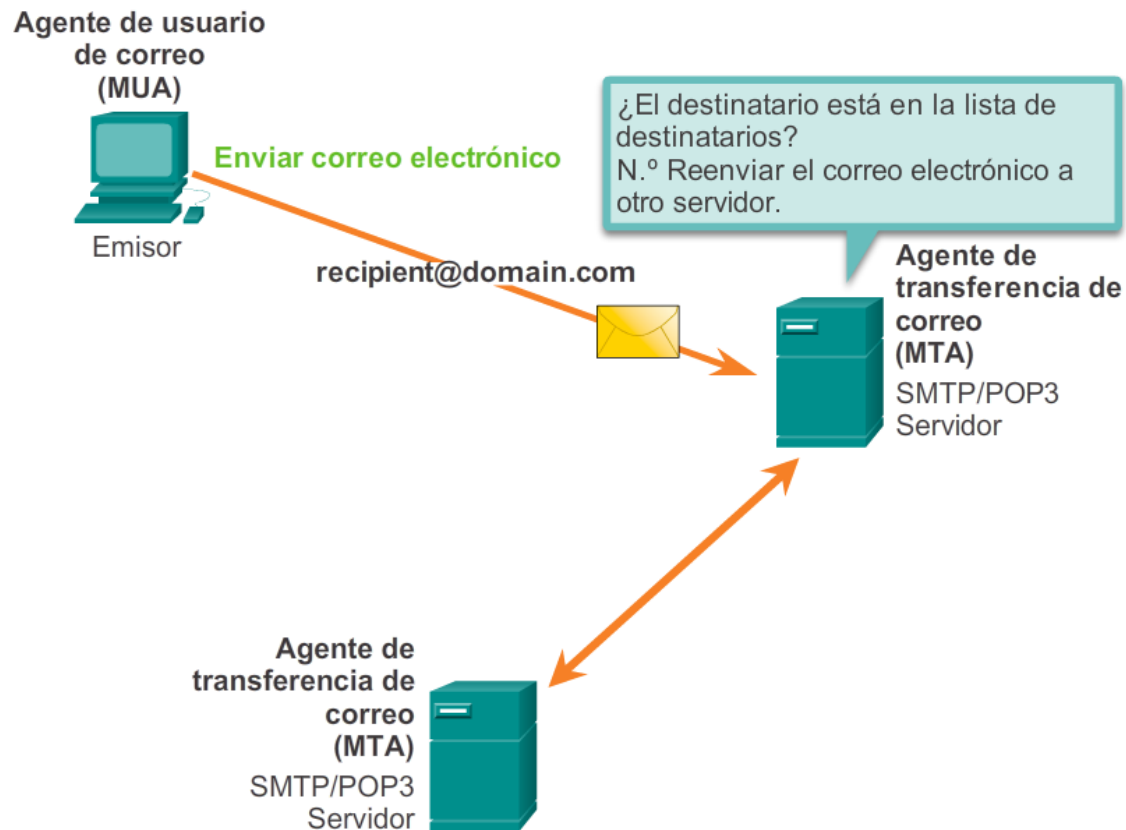 Agente de usuario
de correo
(MUA)
Enviar correo electrónico
Emisor
recipient@domain.com
¿El destinatario está en la lista de
destinatarios?
N.º Reenviar el correo electrónico a
otro servidor.
Agente de
transferencia de
correo
(MTA)
SMTP/POP3
Servidor
Agente de
transferencia de
correo
(MTA)
SMTP/POP3
Servidor